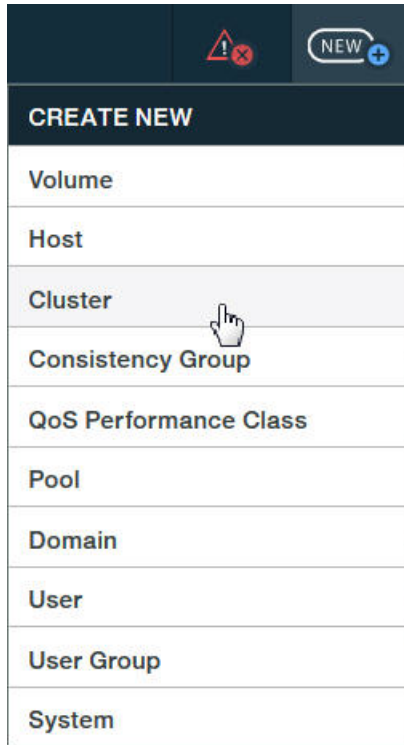 NEW
CREATE NEW
Volume
Host
Cluster
Consistency Group
QoS Performance Class
Pool
Domain
User
User Group
System